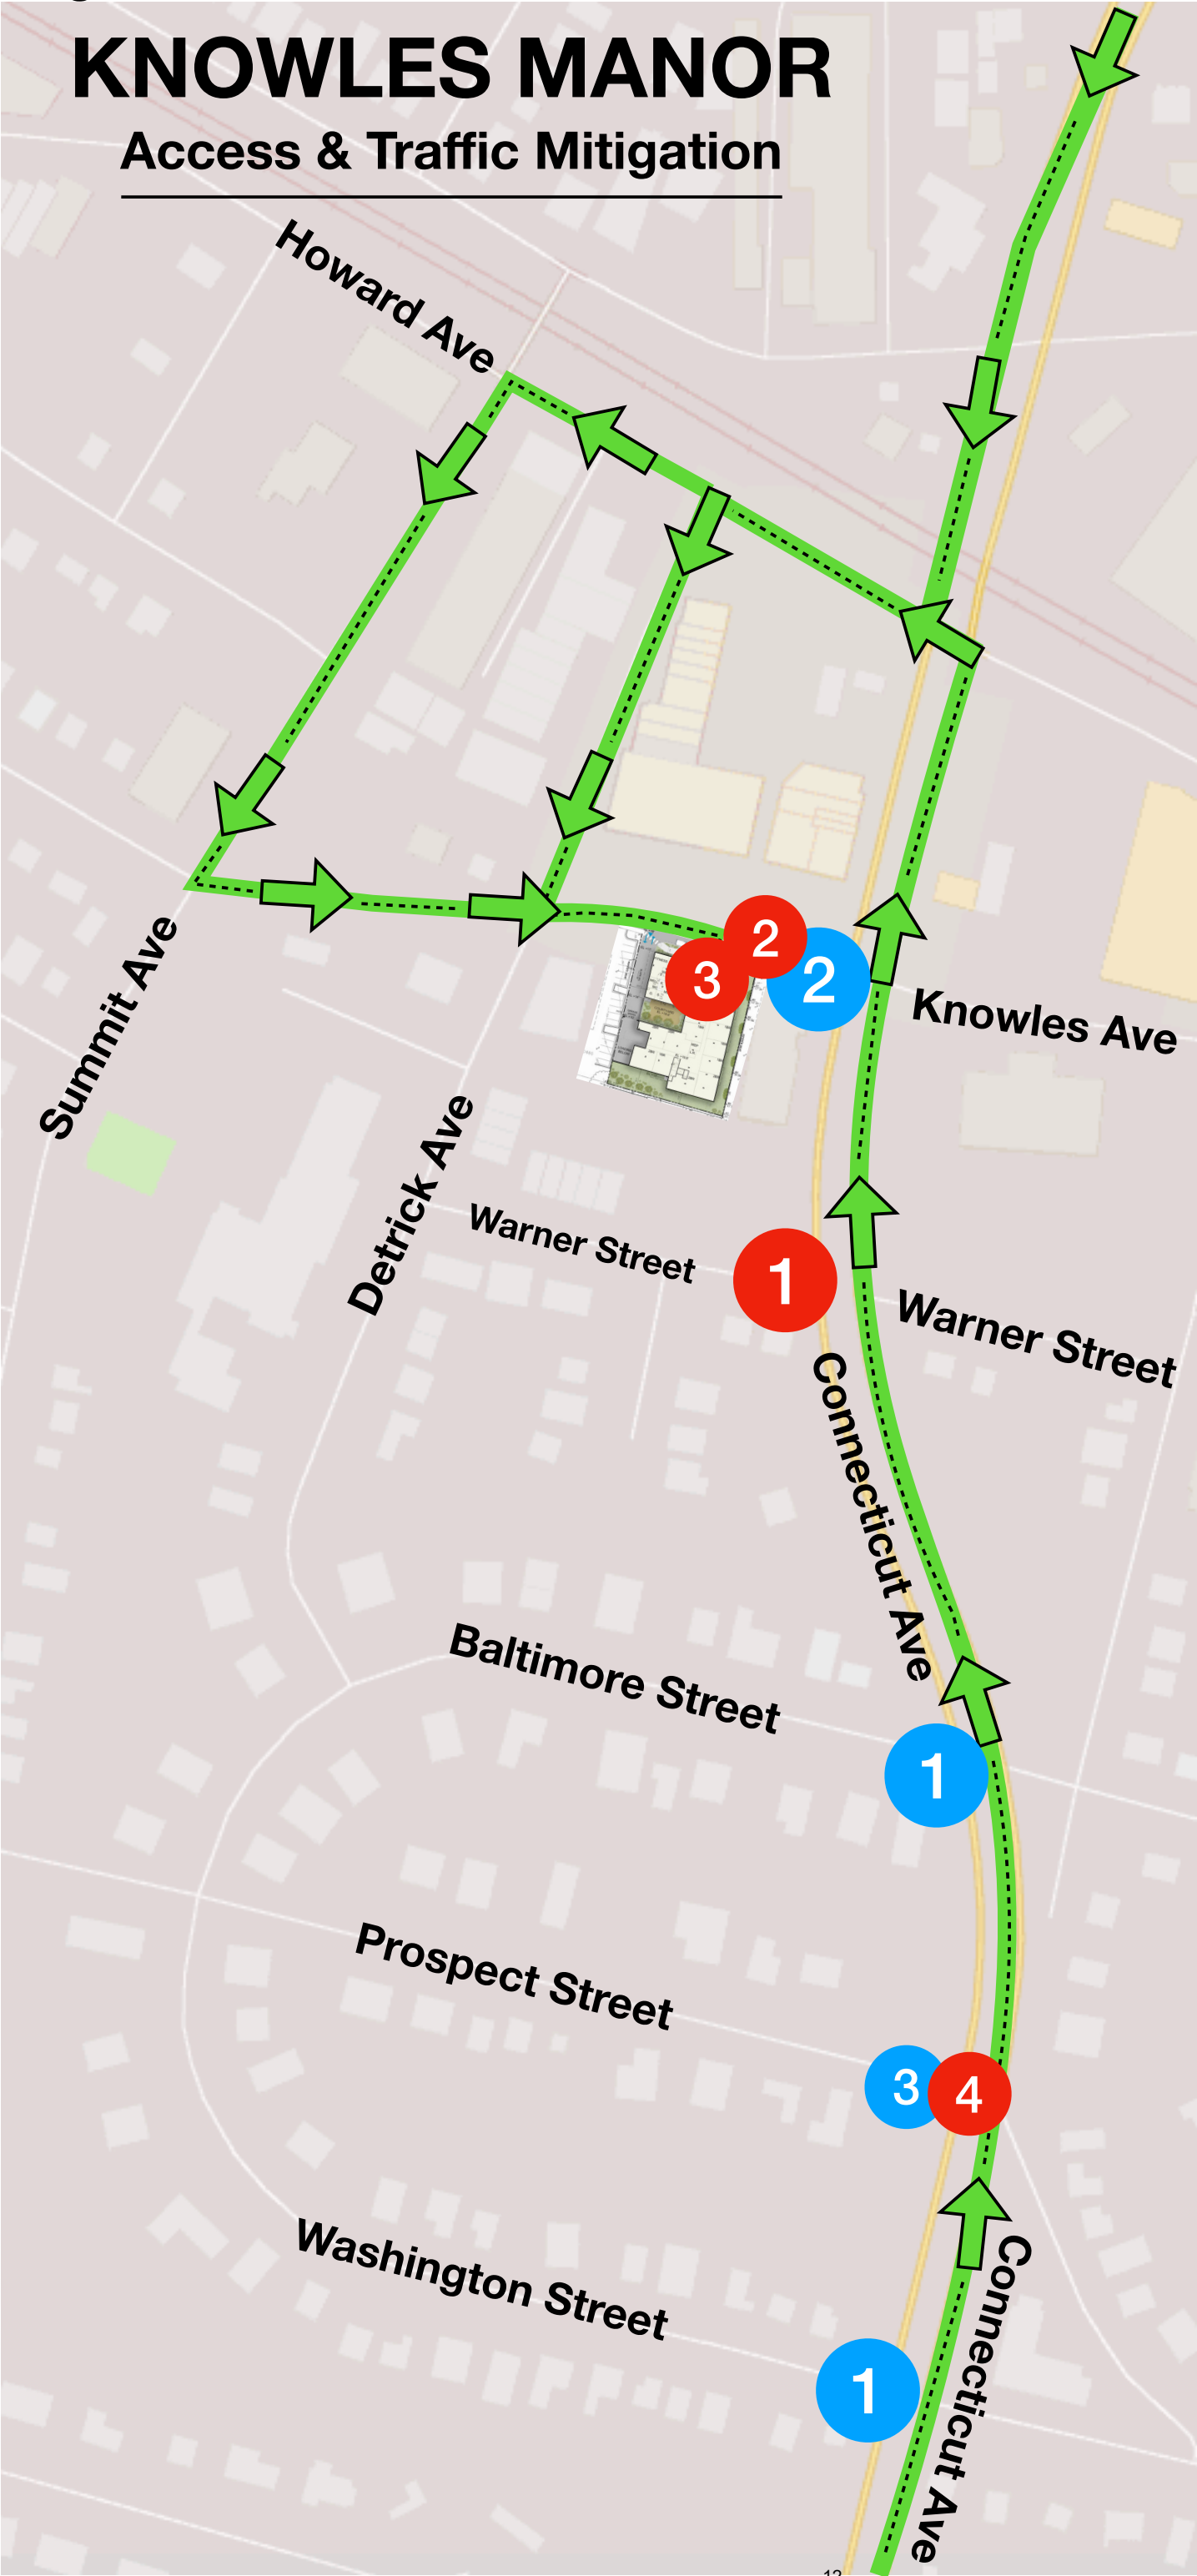 KNOWLES MANOR
Access & Traffic Mitigation
Howard Ave
2
3
2
Knowles Ave
Summit Ave
Detrick Ave
Warner Street
1
Warner Street
Connecticut Ave
Baltimore Street
1
Prospect Street
3
4
Washington Street
1
Connecticut Ave